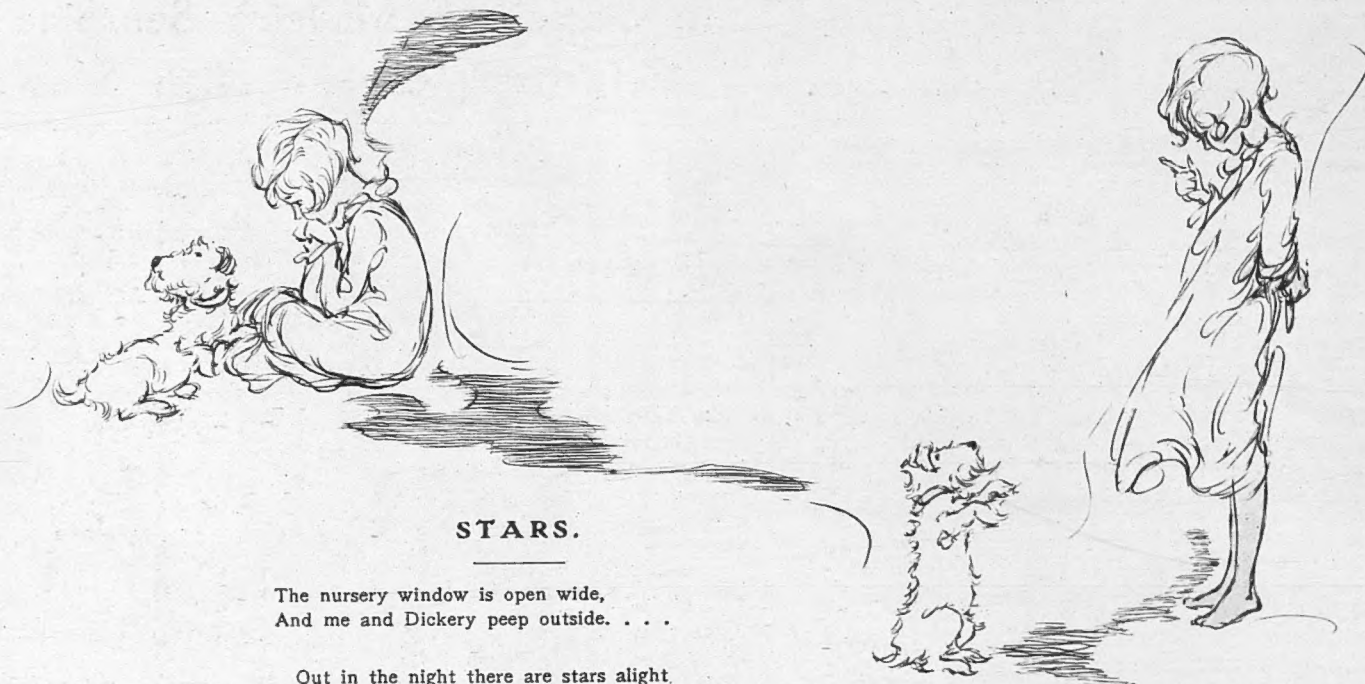 STARS.
The nursery window is open wide,
And me and Dickery peep outside. . . .
Out in the night there are stars alight